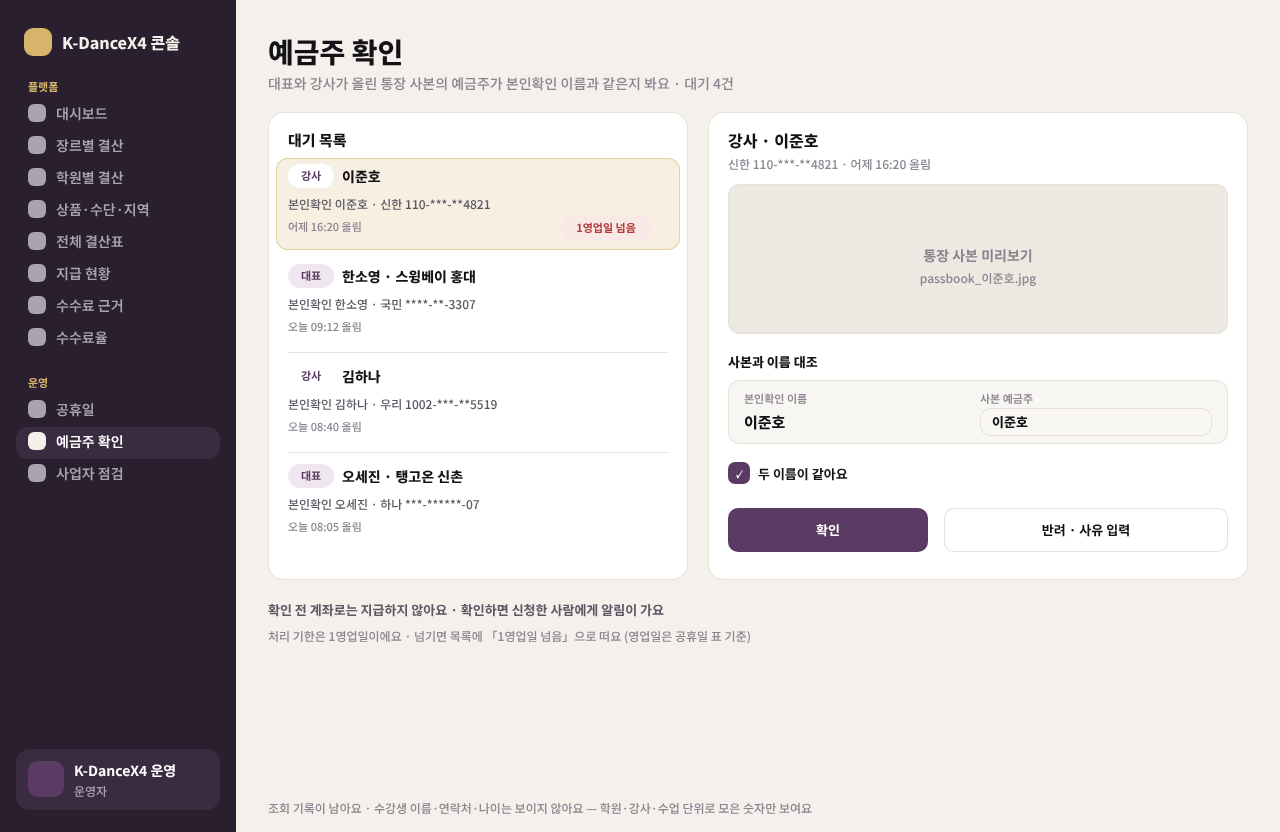 K-DanceX4 콘솔
플랫폼
대시보드
장르별 결산
학원별 결산
상품·수단·지역
전체 결산표
지급 현황
수수료 근거
수수료율
운영
공휴일
예금주 확인
사업자 점검
K-DanceX4 운영
운영자
예금주 확인
대표와 강사가 올린 통장 사본의 예금주가 본인확인 이름과 같은지 봐요 · 대기 4건
대기 목록
강사 이준호
본인확인 이준호 · 신한 110-***-**4821
어제 16:20 올림 1영업일 넘음
대표 한소영 · 스윙베이 홍대
본인확인 한소영 · 국민 ****-**-3307
오늘 09:12 올림
강사 김하나
본인확인 김하나 · 우리 1002-***-**5519
오늘 08:40 올림
대표 오세진 · 탱고온 신촌
본인확인 오세진 · 하나 ***-******-07
오늘 08:05 올림
강사 · 이준호
신한 110-***-**4821 · 어제 16:20 올림
통장 사본 미리보기
passbook_이준호.jpg
사본과 이름 대조
본인확인 이름 사본 예금주
이준호 이준호
✓ 두 이름이 같아요
확인 반려 · 사유 입력
확인 전 계좌로는 지급하지 않아요 · 확인하면 신청한 사람에게 알림이 가요
처리 기한은 1영업일이에요 · 넘기면 목록에 「1영업일 넘음」으로 떠요 (영업일은 공휴일 표 기준)
조회 기록이 남아요 · 수강생 이름·연락처·나이는 보이지 않아요 — 학원·강사·수업 단위로 모은 숫자만 보여요